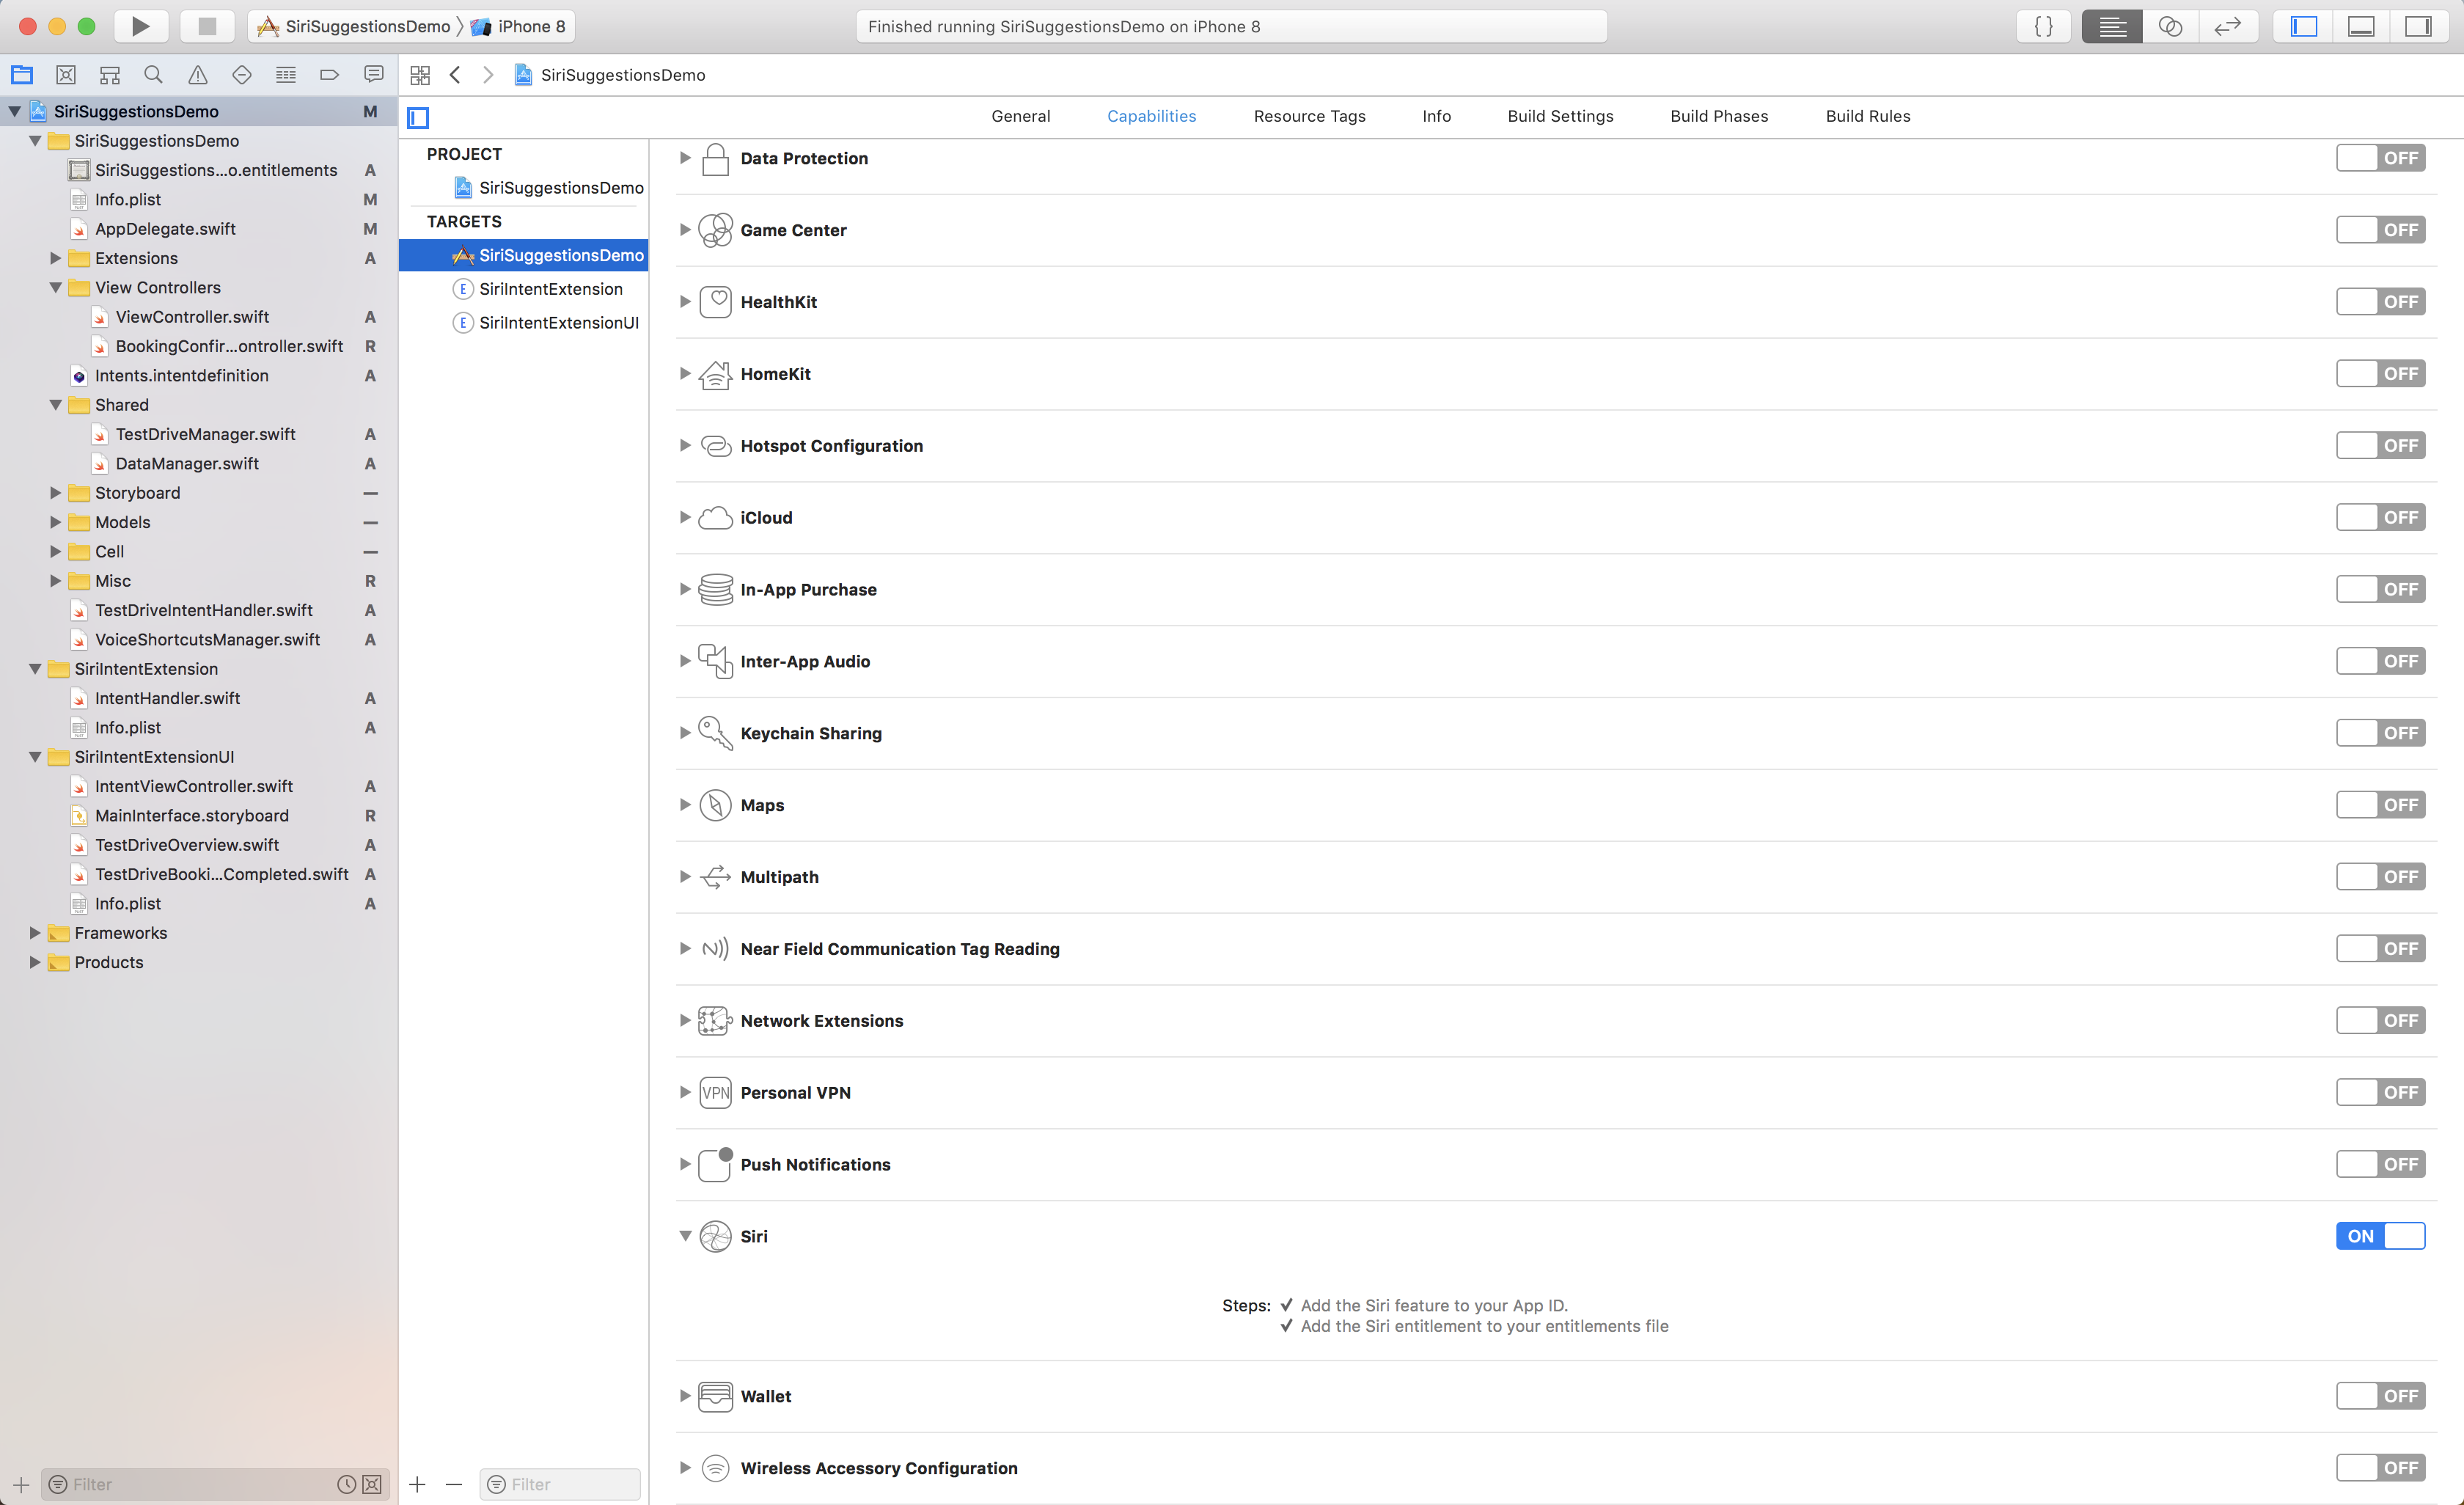 SiriSuggestionsDemo
iPhone 8
Finished running SiriSuggestionsDemo on iPhone 8
{ }
SiriSuggestionsDemo
SiriSuggestionsDemo M
SiriSuggestionsDemo
SiriSuggestions...o.entitlements A
Info.plist M
AppDelegate.swift M
Extensions A
View Controllers
ViewController.swift A
BookingConfir...ontroller.swift R
Intents.intentdefinition A
Shared
TestDriveManager.swift A
DataManager.swift A
Storyboard —
Models —
Cell —
Misc R
TestDriveIntentHandler.swift A
VoiceShortcutsManager.swift A
SiriIntentExtension
IntentHandler.swift A
Info.plist A
SiriIntentExtensionUI
IntentViewController.swift A
MainInterface.storyboard R
TestDriveOverview.swift A
TestDriveBooki...Completed.swift A
Info.plist A
Frameworks
Products
Filter
General
Capabilities
Resource Tags
Info
Build Settings
Build Phases
Build Rules
PROJECT
SiriSuggestionsDemo
TARGETS
SiriSuggestionsDemo
E SiriIntentExtension
E SiriIntentExtensionUI
Filter
Data Protection OFF
Game Center OFF
HealthKit OFF
HomeKit OFF
Hotspot Configuration OFF
iCloud OFF
In-App Purchase OFF
Inter-App Audio OFF
Keychain Sharing OFF
Maps OFF
Multipath OFF
Near Field Communication Tag Reading OFF
Network Extensions OFF
VPN Personal VPN OFF
Push Notifications OFF
Siri ON
Steps: ✓ Add the Siri feature to your App ID.
✓ Add the Siri entitlement to your entitlements file
Wallet OFF
Wireless Accessory Configuration OFF